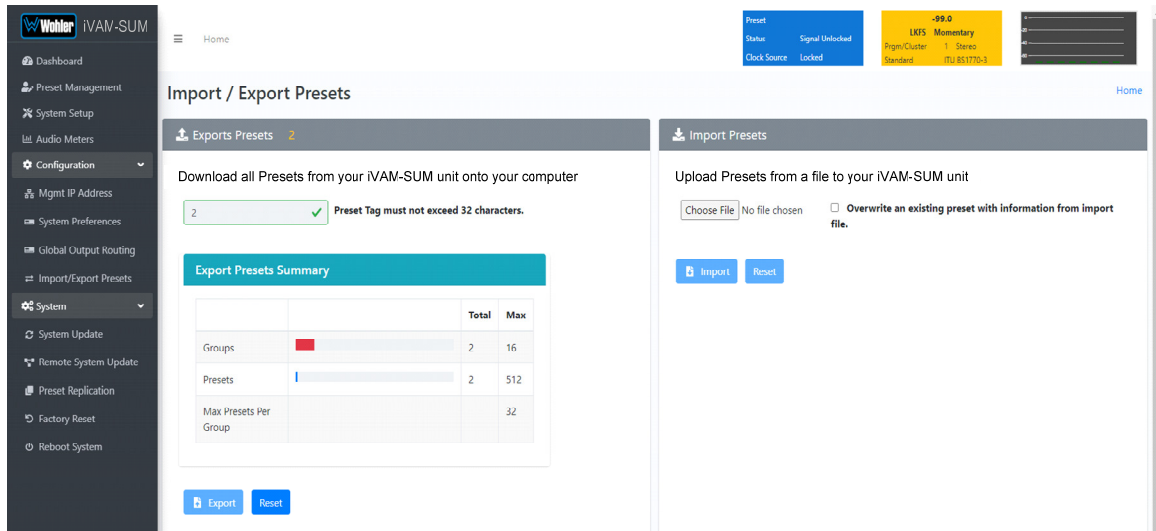 Wohler iVAM-SUM
Dashboard
Preset Management
System Setup
Audio Meters
Configuration
Mgmt IP Address
System Preferences
Global Output Routing
Import/Export Presets
System
System Update
Remote System Update
Preset Replication
Factory Reset
Reboot System
Home
Preset
Status Signal Unlocked
Clock Source Locked
-99.0
LKFS Momentary
Prgm/Cluster 1 Stereo
Standard ITU BS1770-3
Import / Export Presets
Home
Exports Presets 2
Download all Presets from your iVAM-SUM unit onto your computer
2 Preset Tag must not exceed 32 characters.
Export Presets Summary
Total Max
Groups 2 16
Presets 2 512
Max Presets Per
Group
32
Export Reset
Import Presets
Upload Presets from a file to your iVAM-SUM unit
Choose File No file chosen
Overwrite an existing preset with information from import
file.
Import Reset